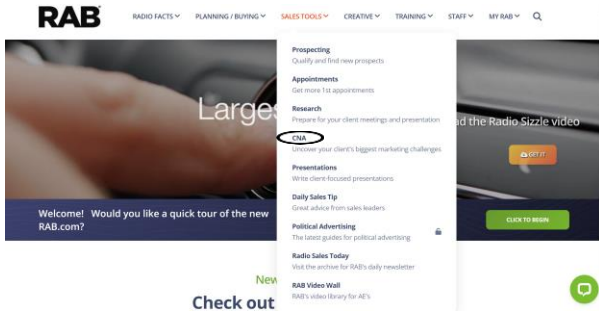 RAB
RADIO FACTS PLANNING / BUYING SALES TOOLS CREATIVE TRAINING STAFF MY RAB
Prospecting
Qualify and find new prospects
Appointments
Get more 1st appointments
Research
Prepare for your client meetings and presentation
CNA
Uncover your client's biggest marketing challenges
Presentations
Write client-focused presentations
Daily Sales Tip
Great advice from sales leaders
Political Advertising
The latest guides for political advertising
Radio Sales Today
Visit the archive for RAB's daily newsletter
RAB Video Wall
RAB's video library for AE's
Larges
ad the Radio Sizzle video
GET IT
Welcome! Would you like a quick tour of the new
RAB.com?
CLICK TO BEGIN
New
Check out